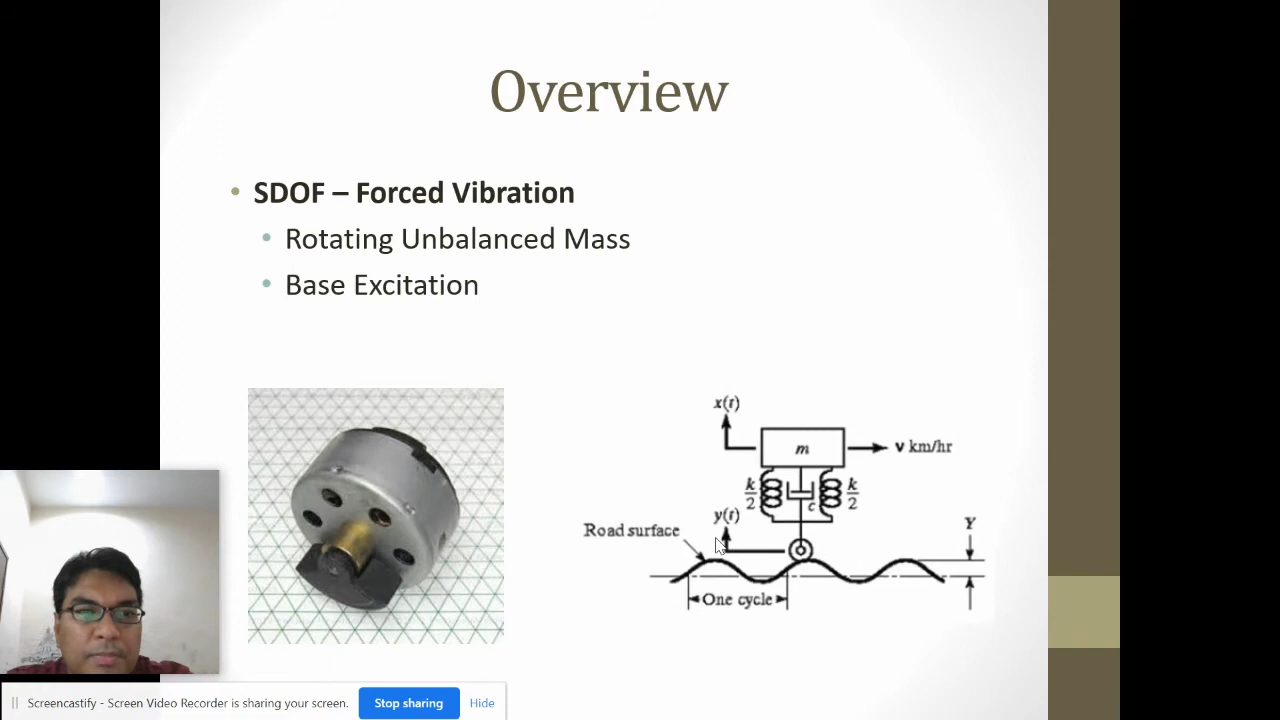 Overview
• SDOF – Forced Vibration
• Rotating Unbalanced Mass
• Base Excitation
x(t)
m
v km/hr
k/2
c
k/2
y(t)
Road surface
Y
One cycle
Screencastify - Screen Video Recorder is sharing your screen.
Stop sharing
Hide